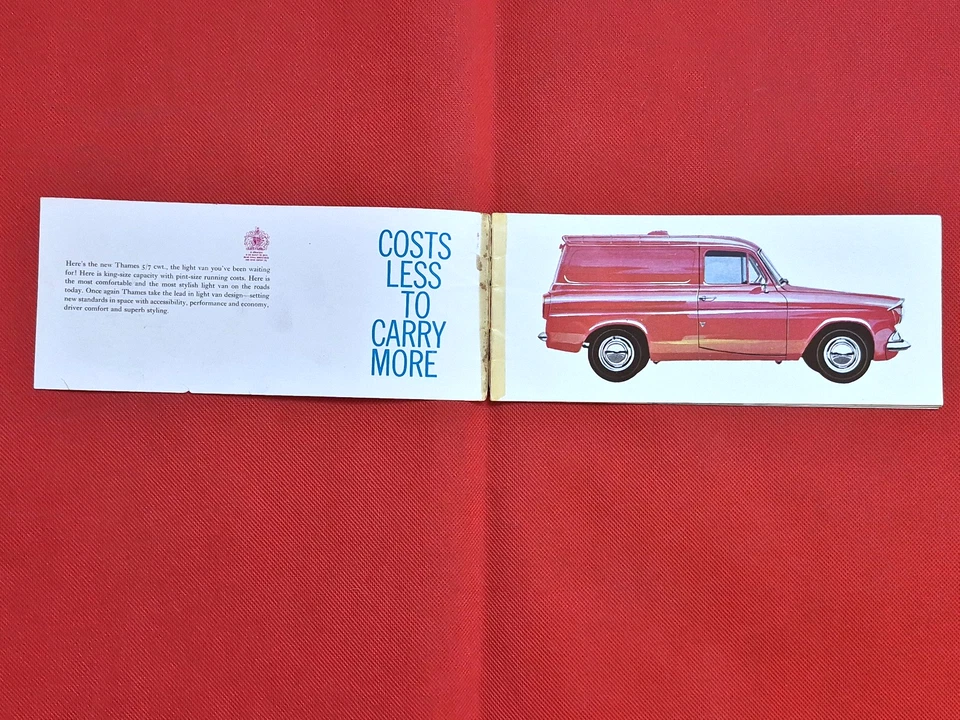 Here's the new Thames 5/7 cwt., the light van you've been waiting
for! Here is king-size capacity with pint-size running costs. Here is
the most comfortable and the most stylish light van on the roads
today. Once again Thames take the lead in light van design—setting
new standards in space with accessibility, performance and economy,
driver comfort and superb styling.
COSTS
LESS
TO
CARRY
MORE